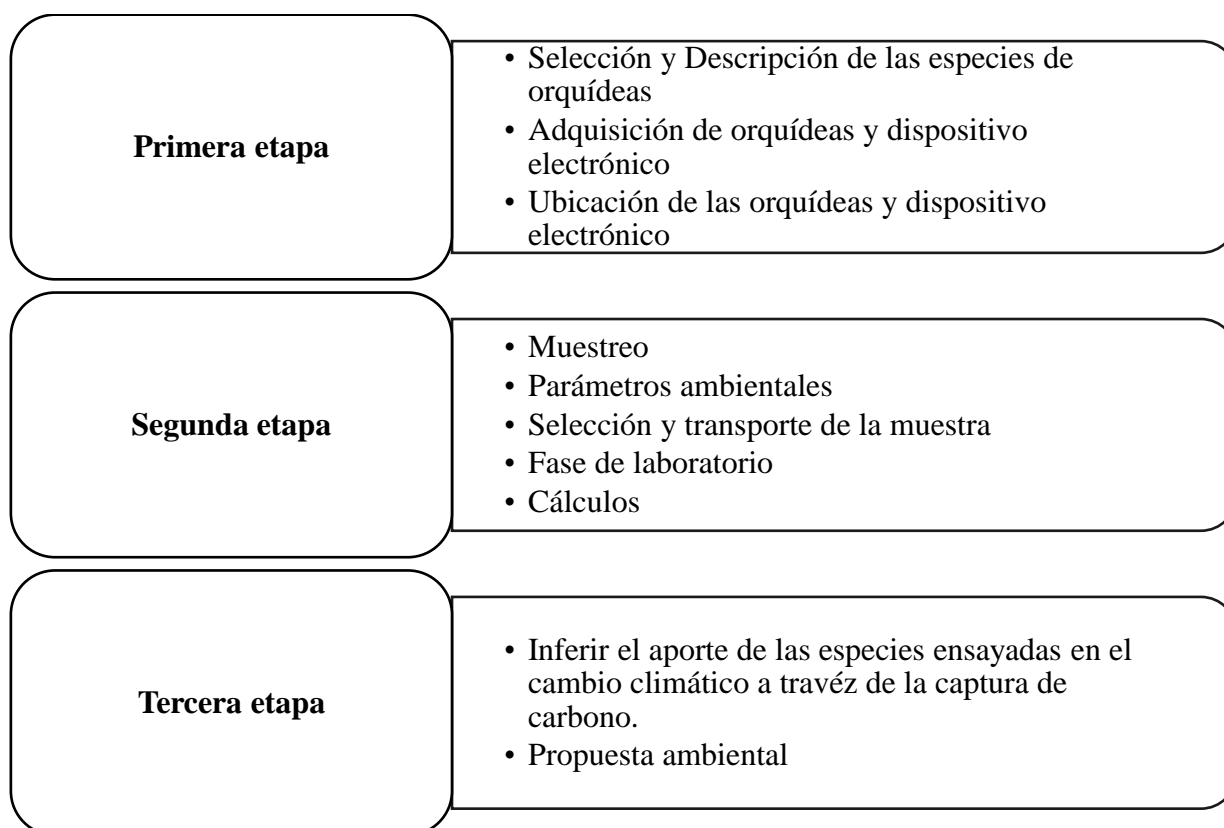 Primera etapa
• Selección y Descripción de las especies de
orquídeas
• Adquisición de orquídeas y dispositivo
electrónico
• Ubicación de las orquídeas y dispositivo
electrónico
Segunda etapa
• Muestreo
• Parámetros ambientales
• Selección y transporte de la muestra
• Fase de laboratorio
• Cálculos
Tercera etapa
• Inferir el aporte de las especies ensayadas en el
cambio climático a travéz de la captura de
carbono.
• Propuesta ambiental